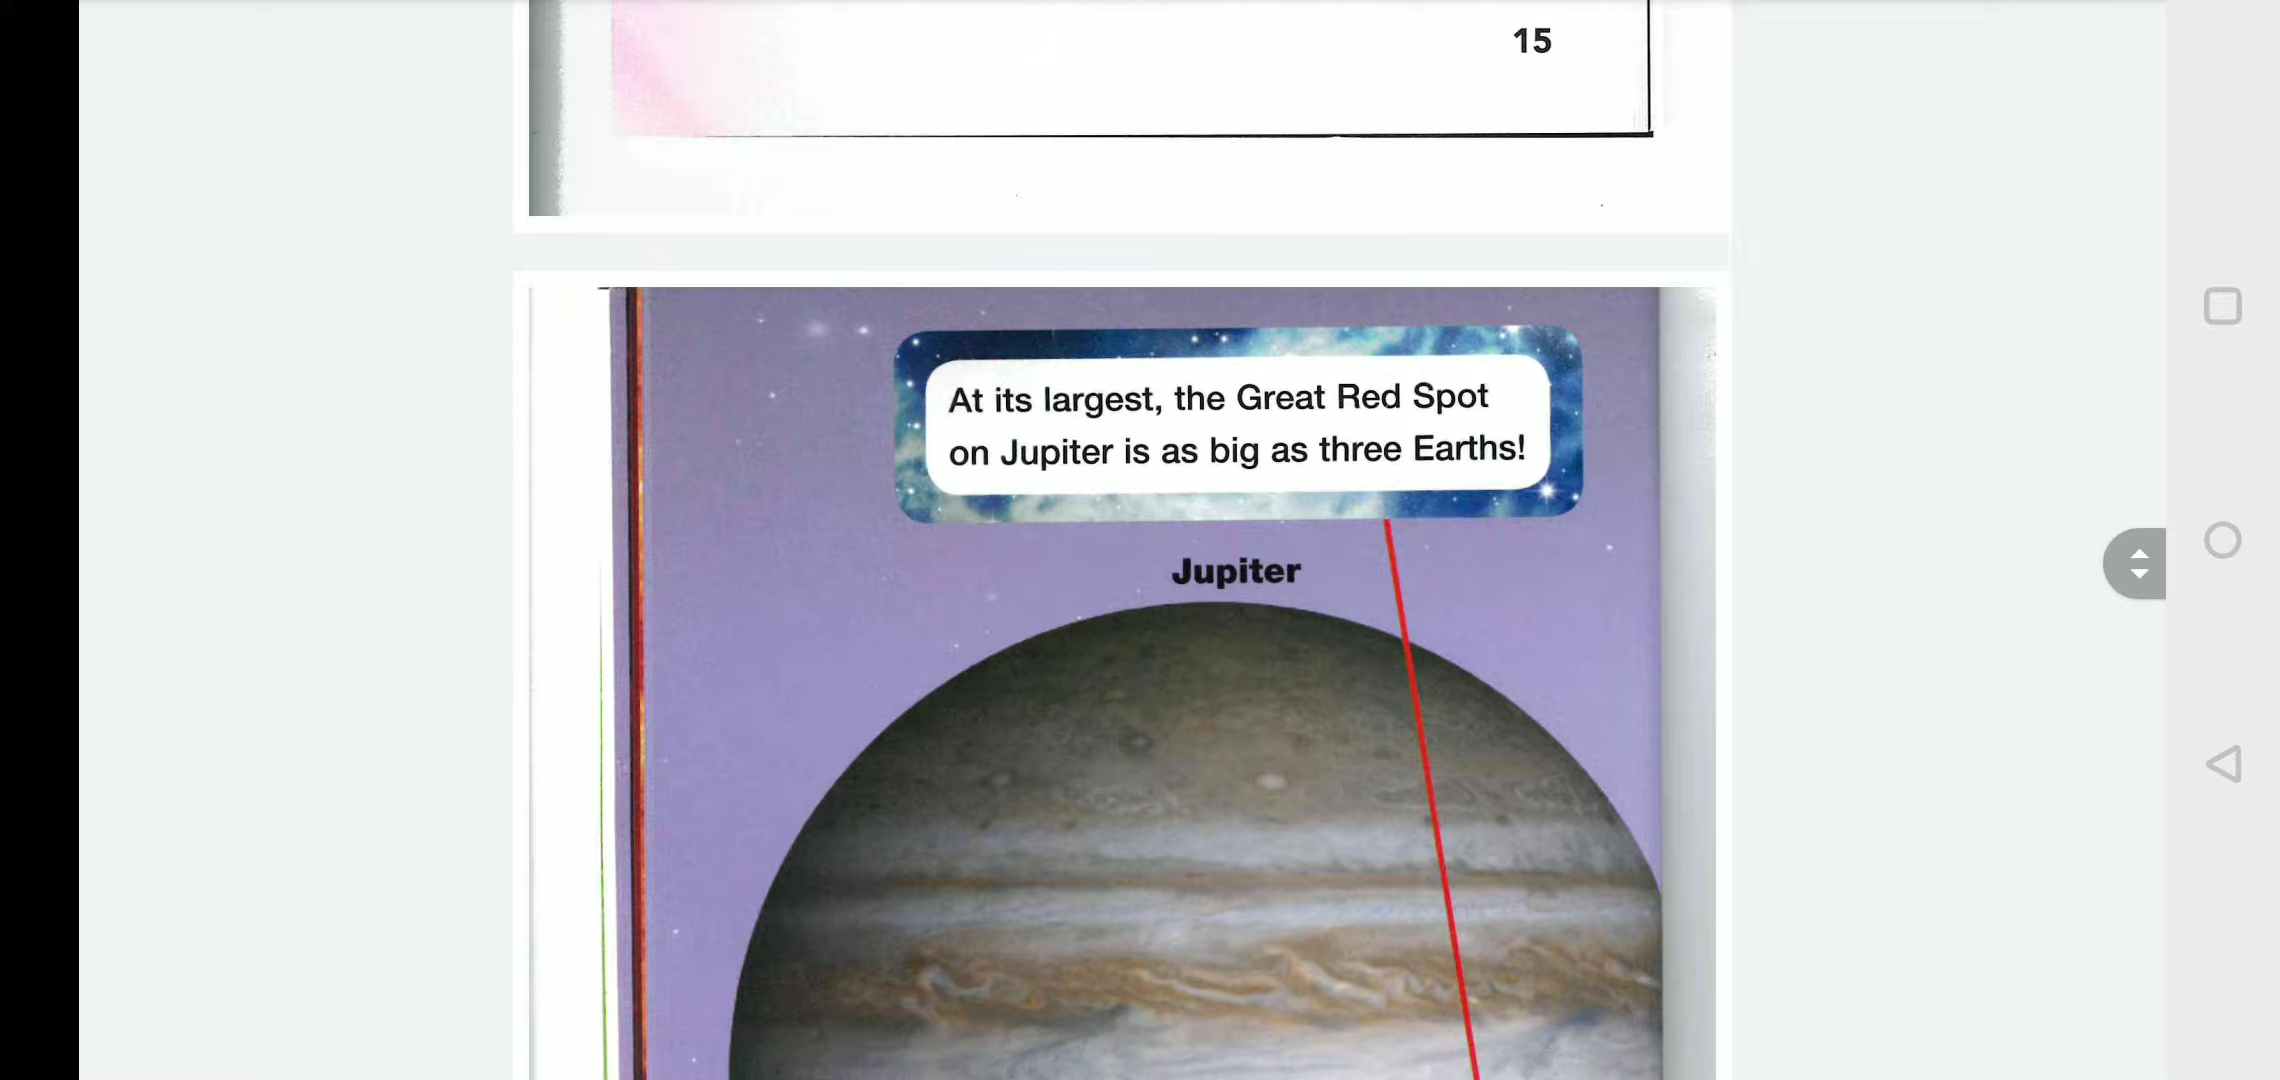 15
At its largest, the Great Red Spot
on Jupiter is as big as three Earths!
Jupiter